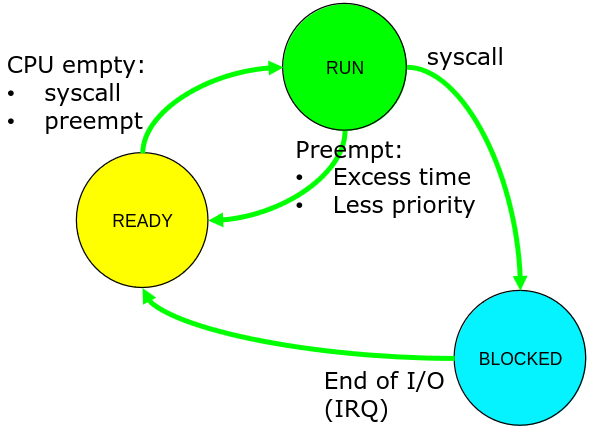 RUN
syscall
CPU empty:
• syscall
• preempt
Preempt:
• Excess time
• Less priority
READY
BLOCKED
End of I/O
(IRQ)